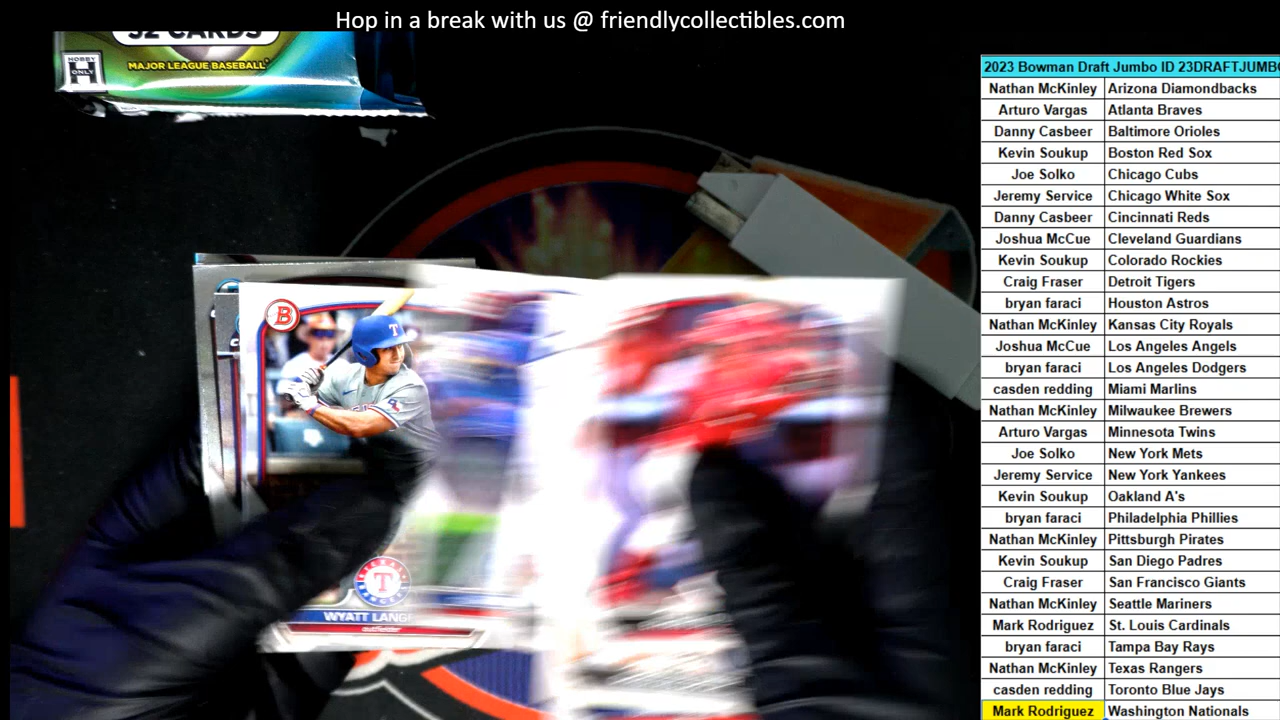 Hop in a break with us @ friendlycollectibles.com
52 CARDS
HOBBY
H
ONLY
MAJOR LEAGUE BASEBALL
2023 Bowman Draft Jumbo ID 23DRAFTJUMBO
Nathan McKinley Arizona Diamondbacks
Arturo Vargas Atlanta Braves
Danny Casbeer Baltimore Orioles
Kevin Soukup Boston Red Sox
Joe Solko Chicago Cubs
Jeremy Service Chicago White Sox
Danny Casbeer Cincinnati Reds
Joshua McCue Cleveland Guardians
Kevin Soukup Colorado Rockies
Craig Fraser Detroit Tigers
bryan faraci Houston Astros
Nathan McKinley Kansas City Royals
Joshua McCue Los Angeles Angels
bryan faraci Los Angeles Dodgers
casden redding Miami Marlins
Nathan McKinley Milwaukee Brewers
Arturo Vargas Minnesota Twins
Joe Solko New York Mets
Jeremy Service New York Yankees
Kevin Soukup Oakland A's
bryan faraci Philadelphia Phillies
Nathan McKinley Pittsburgh Pirates
Kevin Soukup San Diego Padres
Craig Fraser San Francisco Giants
Nathan McKinley Seattle Mariners
Mark Rodriguez St. Louis Cardinals
bryan faraci Tampa Bay Rays
Nathan McKinley Texas Rangers
casden redding Toronto Blue Jays
Mark Rodriguez Washington Nationals
B
T
T
WYATT LANG
outfielder